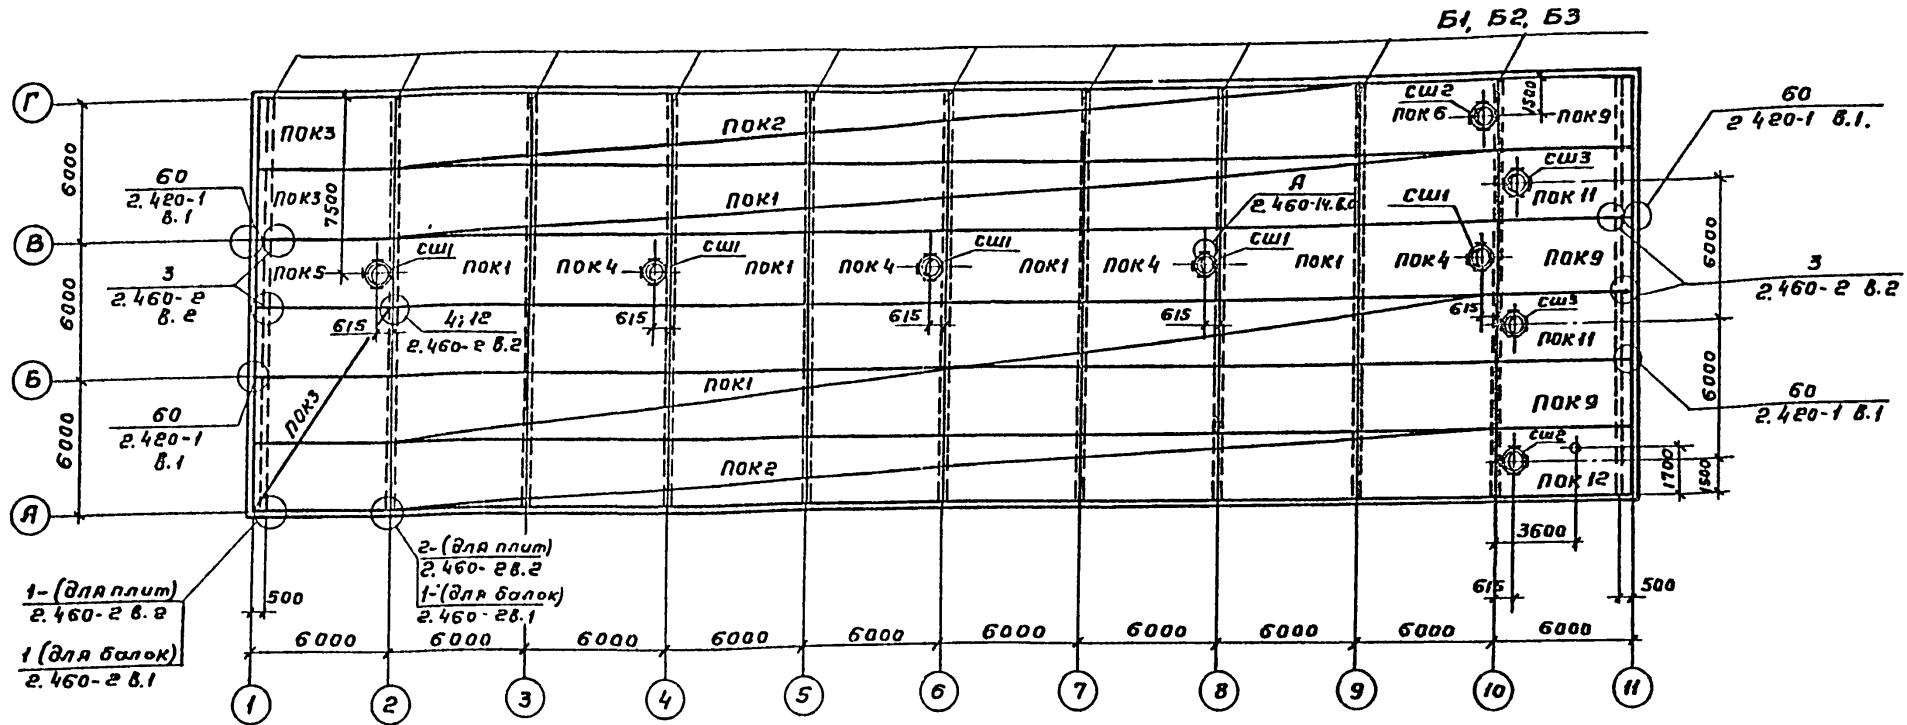 Б1, Б2, Б3
Г
В
Б
А
6000
6000
6000
60
2.420-1
в.1
3
2.460-2
в.2
60
2.420-1
в.1
1-(для плит)
2.460-2 в.2
1 (для балок)
2.460-2 в.1
2-(для плит)
2.460-2 в.2
1-(для балок)
2.460-2 в.1
4; 12
2.460-2 в.2
ПОК3
ПОК2
СШ2
ПОК6
1500
ПОК9
60
2.420-1 в.1.
ПОК3
7500
ПОК1
А
СШ1
СШ3
ПОК11
6000
ПОК5
СШ1
ПОК1
ПОК4
СШ1
ПОК1
ПОК4
СШ1
ПОК1
ПОК4
СШ1
ПОК1
ПОК4
ПОК9
3
2.460-2 в.2
615
615
615
615
615
СШ3
ПОК11
6000
ПОК3
ПОК1
ПОК9
60
2.420-1 в.1
ПОК2
СШ2
ПОК12
1700
1500
3600
615
500
500
6000
6000
6000
6000
6000
6000
6000
6000
6000
6000
1
2
3
4
5
6
7
8
9
10
11